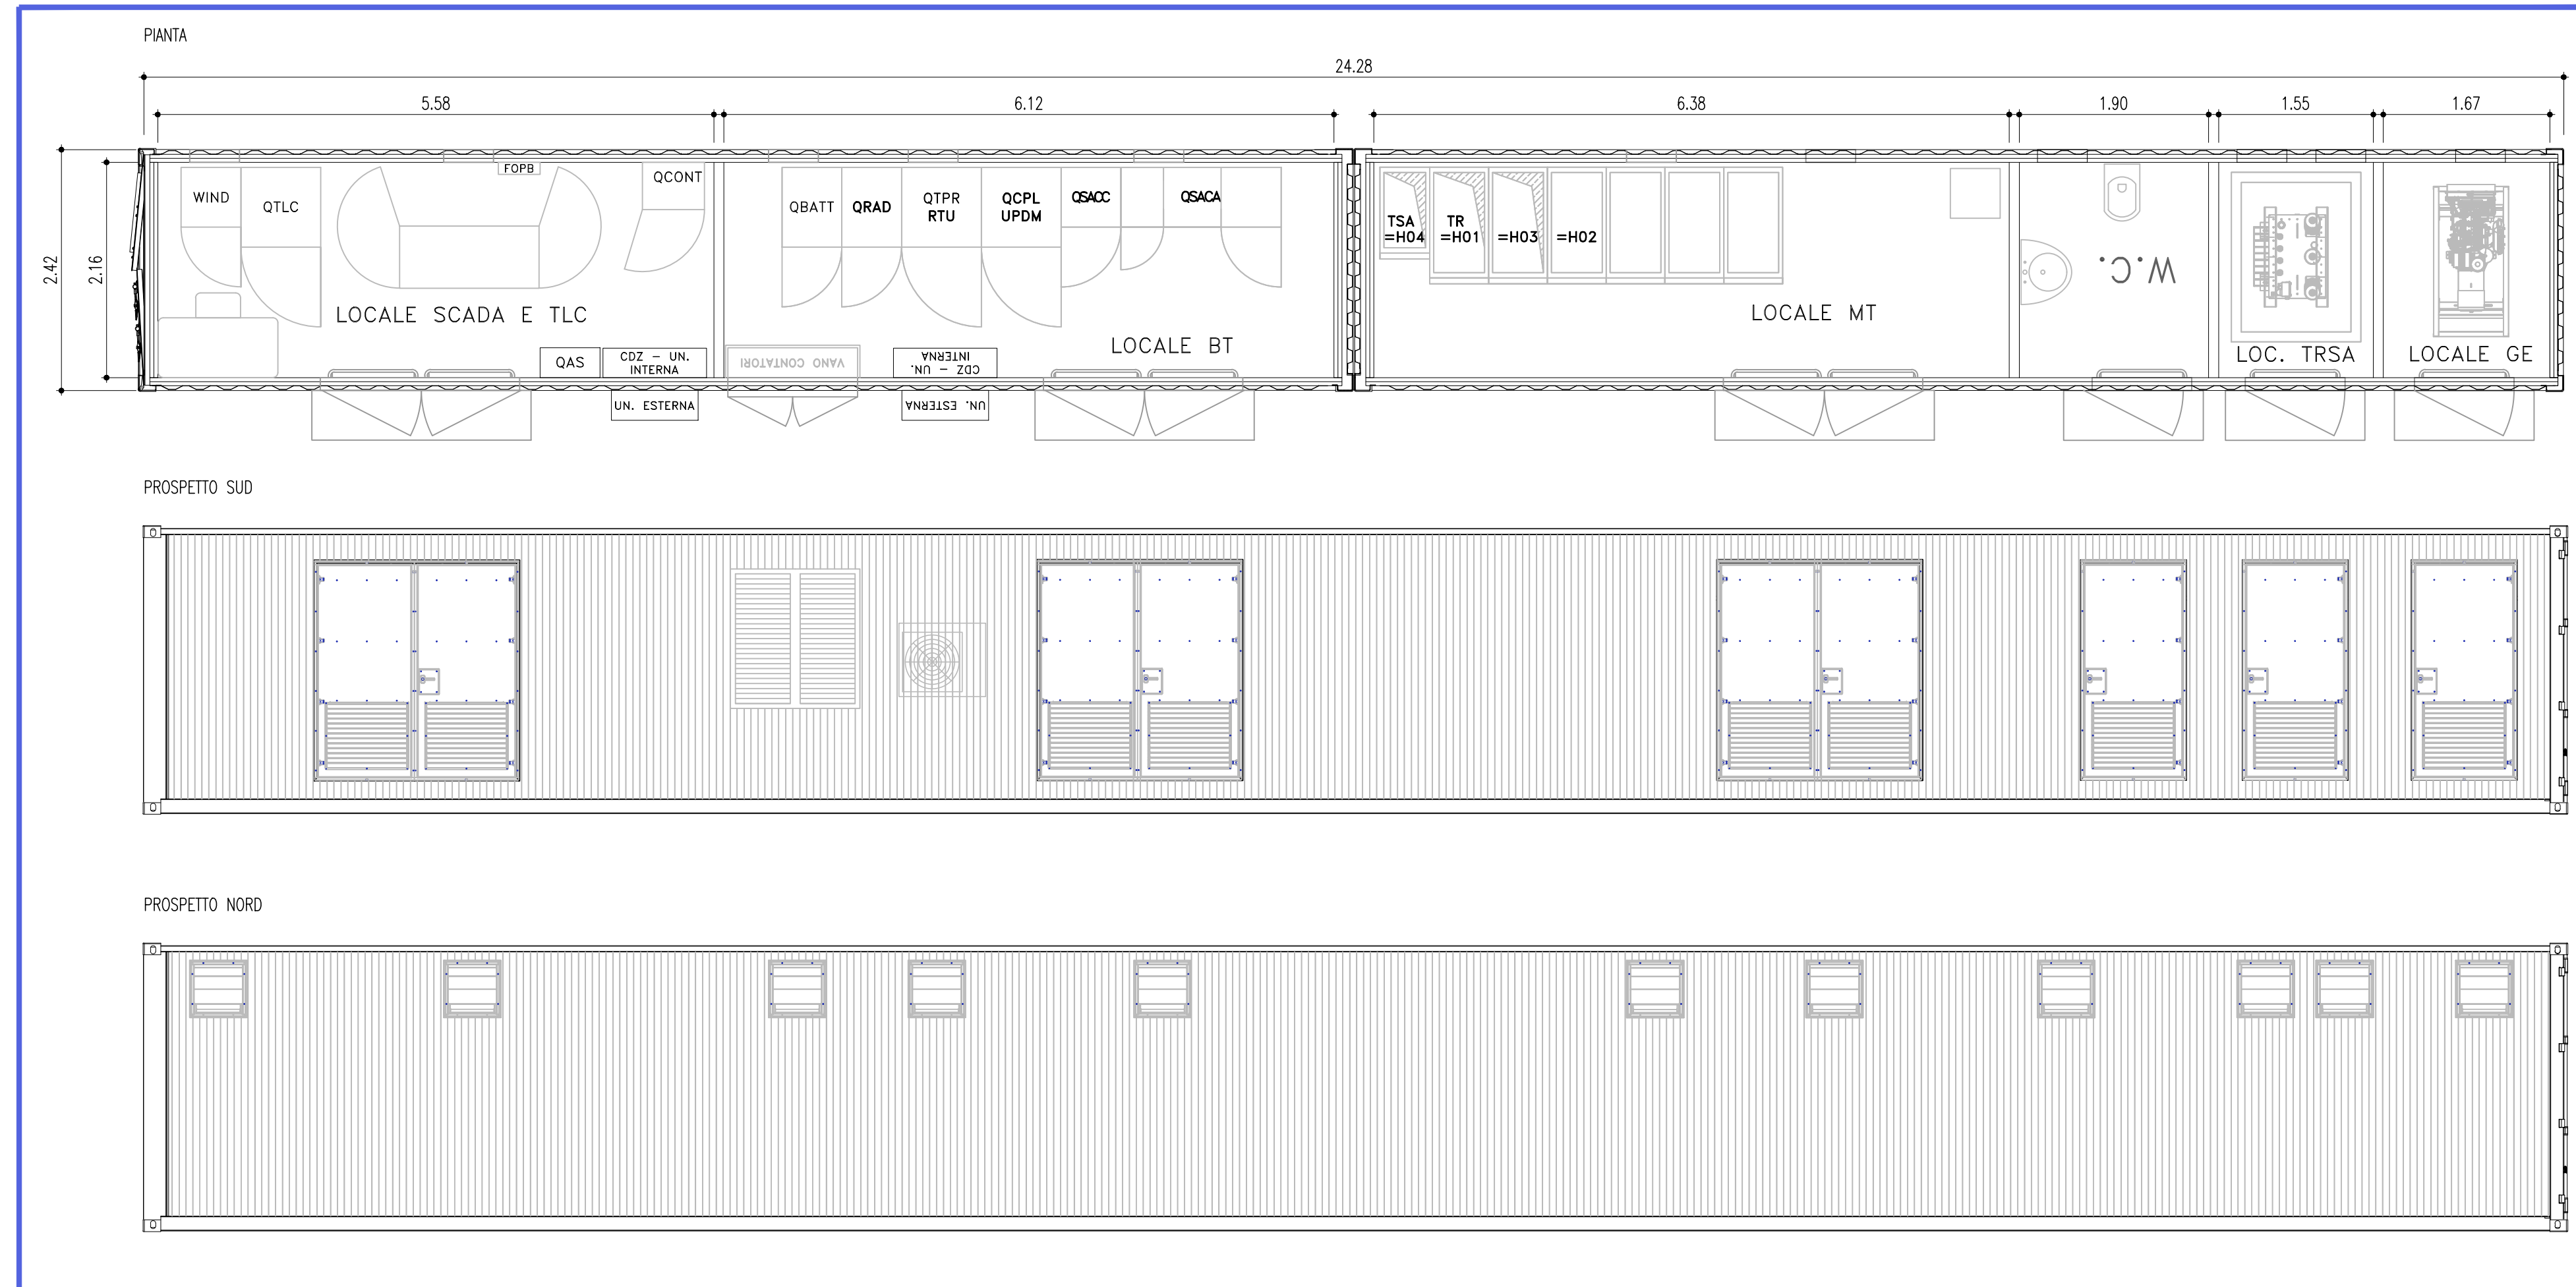 PIANTA
24.28
5.58
6.12
6.38
1.90
1.55
1.67
2.42
2.16
WIND
QTLC
FOPB
QCONT
LOCALE SCADA E TLC
QAS
CDZ - UN.
INTERNA
UN. ESTERNA
QBATT
QRAD
QTPR
RTU
QCPL
UPDM
QSACC
QSACA
LOCALE BT
VANO CONTATORI
CDZ - UN.
INTERNA
UN. ESTERNA
TSA
=H04
TR
=H01
=H03
=H02
LOCALE MT
W.C.
LOC. TRSA
LOCALE GE
PROSPETTO SUD
PROSPETTO NORD